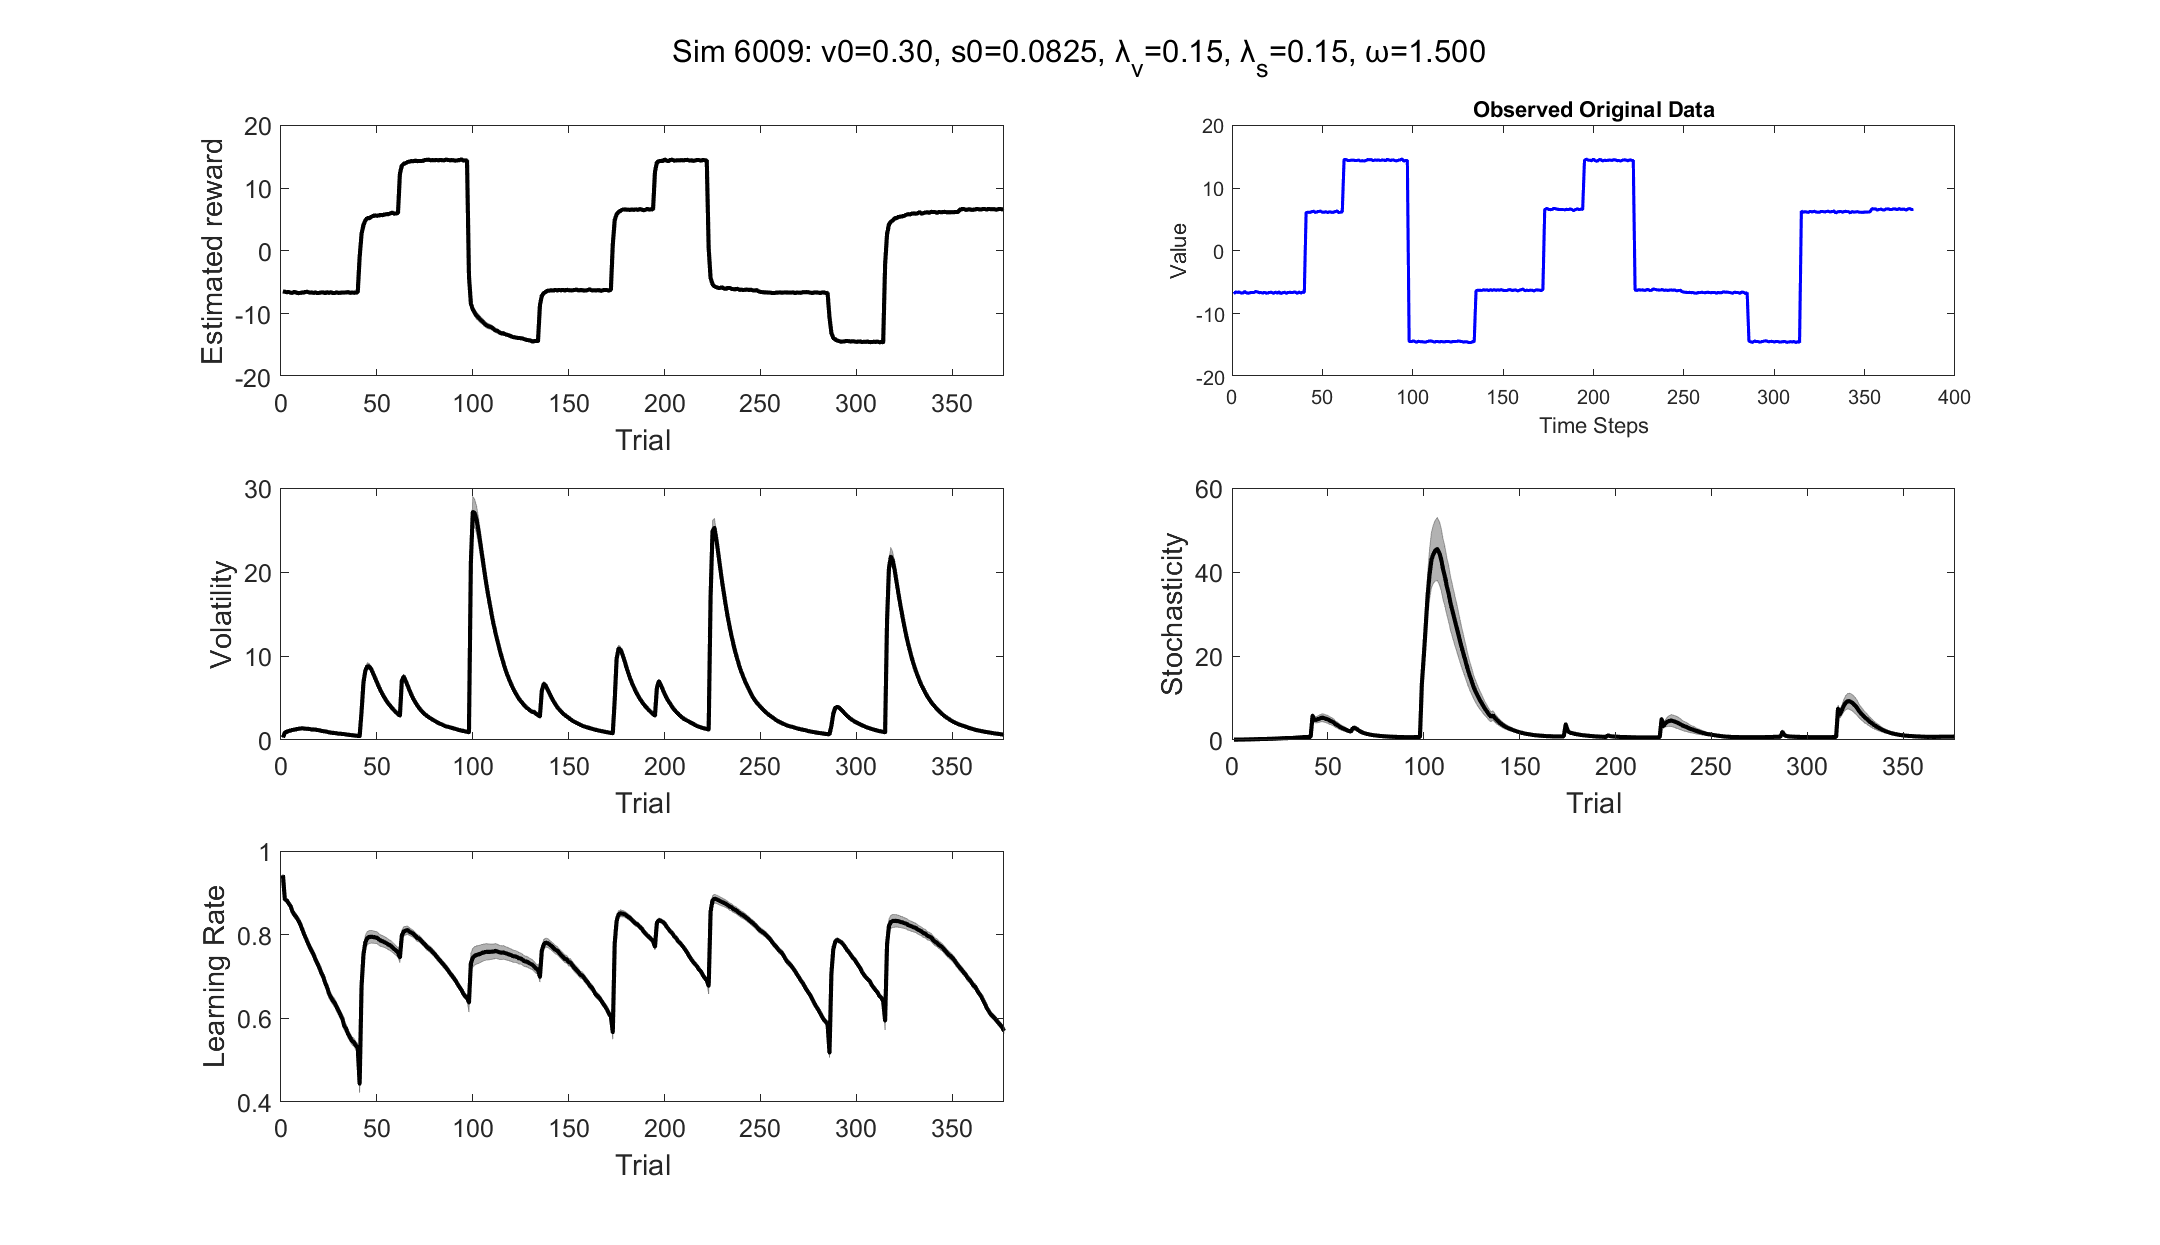 Sim 6009: v0=0.30, s0=0.0825, λv=0.15, λs=0.15, ω=1.500
Estimated reward
20
10
0
-10
-20
0 50 100 150 200 250 300 350
Trial
Observed Original Data
Value
20
10
0
-10
-20
0 50 100 150 200 250 300 350 400
Time Steps
Volatility
30
20
10
0
0 50 100 150 200 250 300 350
Trial
Stochasticity
60
40
20
0
0 50 100 150 200 250 300 350
Trial
Learning Rate
1
0.8
0.6
0.4
0 50 100 150 200 250 300 350
Trial